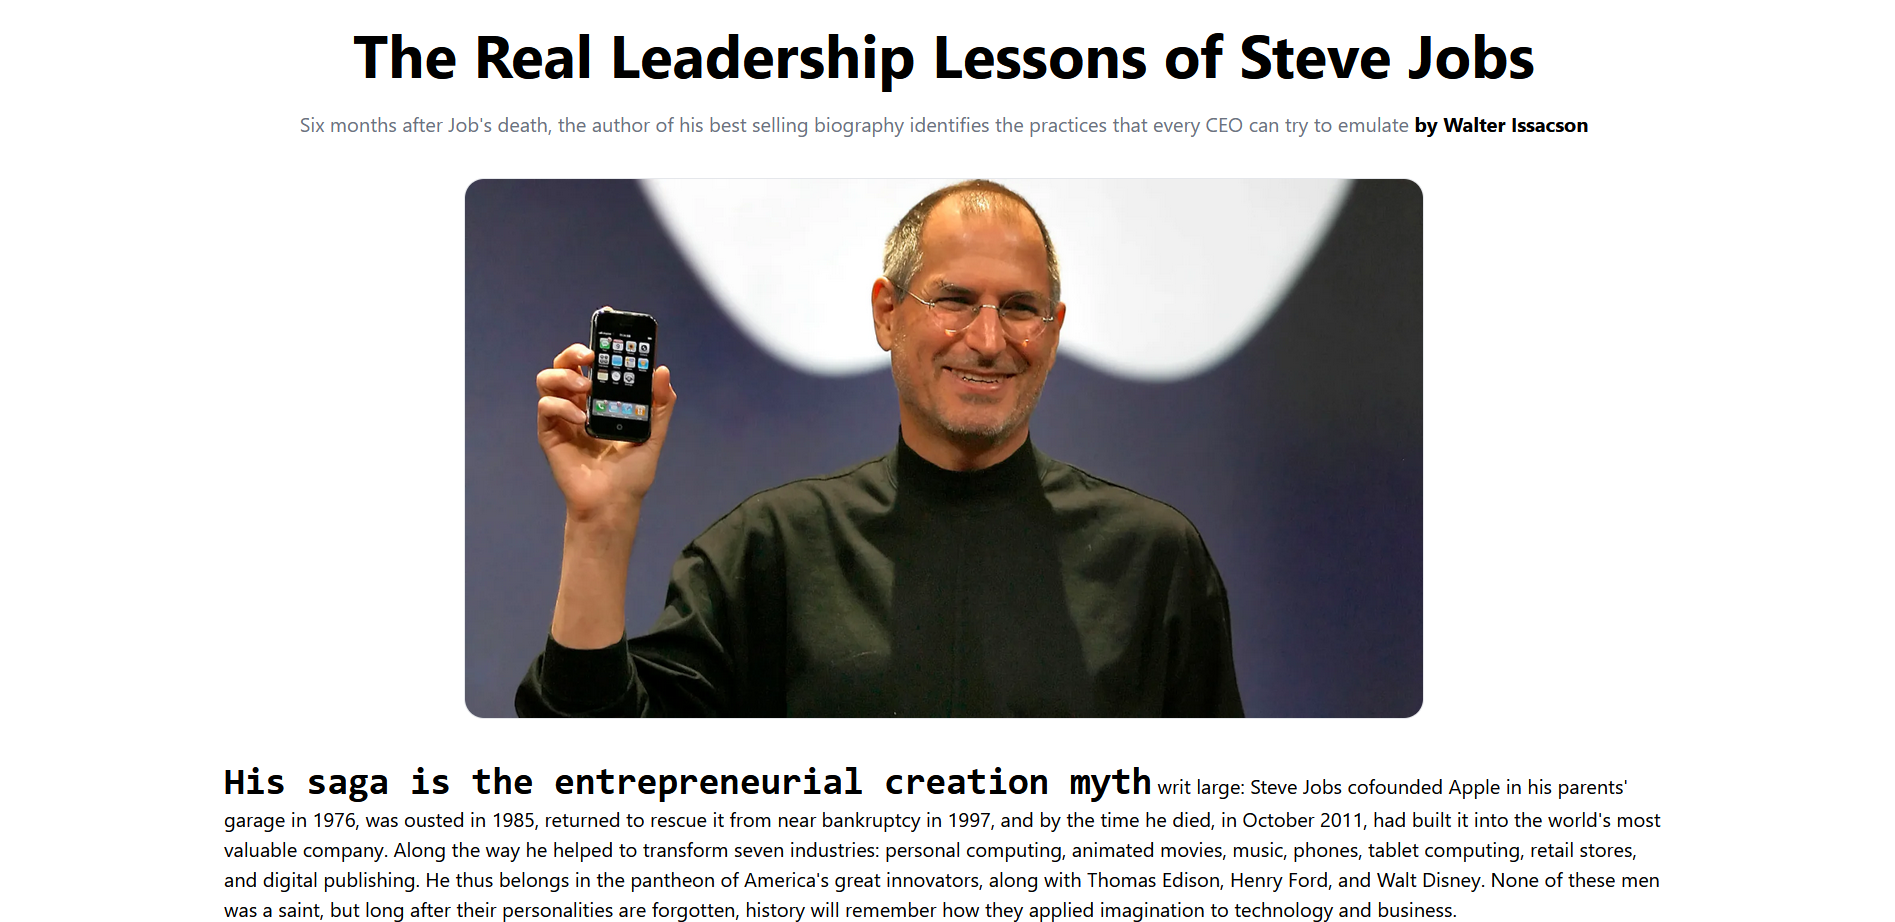 The Real Leadership Lessons of Steve Jobs
Six months after Job's death, the author of his best selling biography identifies the practices that every CEO can try to emulate by Walter Issacson
His saga is the entrepreneurial creation myth writ large: Steve Jobs cofounded Apple in his parents'
garage in 1976, was ousted in 1985, returned to rescue it from near bankruptcy in 1997, and by the time he died, in October 2011, had built it into the world's most
valuable company. Along the way he helped to transform seven industries: personal computing, animated movies, music, phones, tablet computing, retail stores,
and digital publishing. He thus belongs in the pantheon of America's great innovators, along with Thomas Edison, Henry Ford, and Walt Disney. None of these men
was a saint, but long after their personalities are forgotten, history will remember how they applied imagination to technology and business.